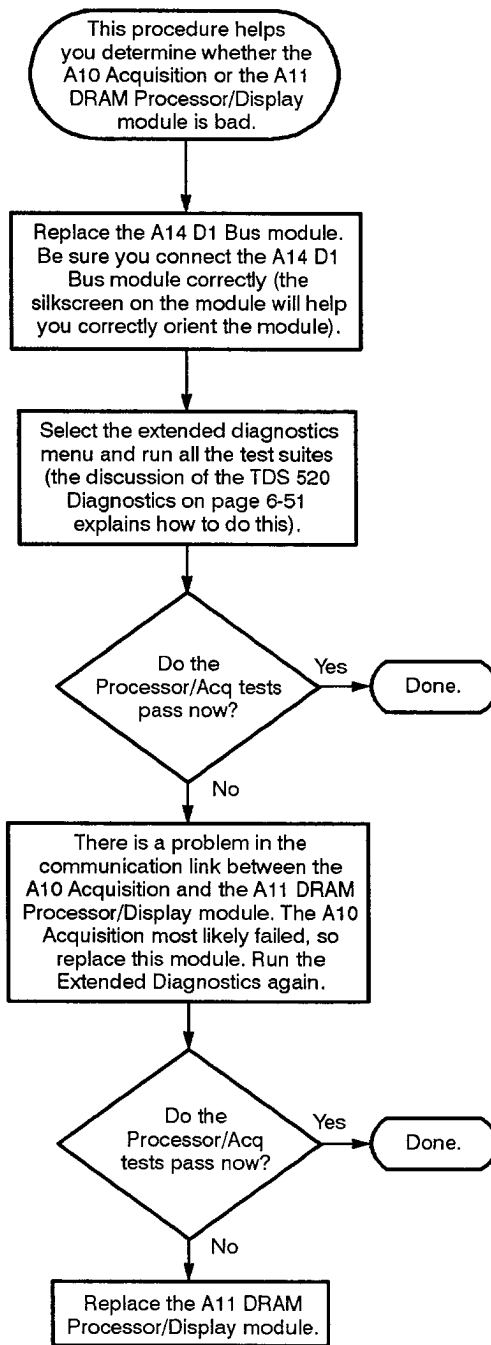 This procedure helps
you determine whether the
A10 Acquisition or the A11
DRAM Processor/Display
module is bad.
Replace the A14 D1 Bus module.
Be sure you connect the A14 D1
Bus module correctly (the
silkscreen on the module will help
you correctly orient the module).
Select the extended diagnostics
menu and run all the test suites
(the discussion of the TDS 520
Diagnostics on page 6-51
explains how to do this).
Do the
Processor/Acq tests
pass now?
Yes
Done.
No
There is a problem in the
communication link between the
A10 Acquisition and the A11 DRAM
Processor/Display module. The A10
Acquisition most likely failed, so
replace this module. Run the
Extended Diagnostics again.
Do the
Processor/Acq
tests pass now?
Yes
Done.
No
Replace the A11 DRAM
Processor/Display module.